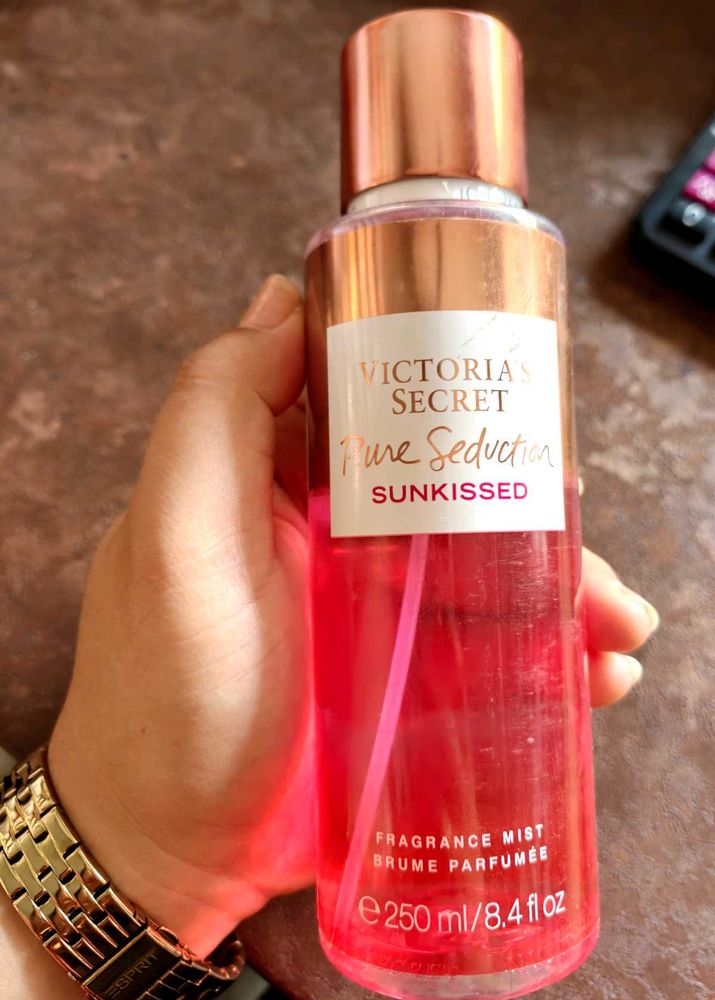 VICTORIA'S
SECRET
Pure Seduction
SUNKISSED
FRAGRANCE MIST
BRUME PARFUMÉE
℮ 250 ml/8.4 fl oz
ESPRIT